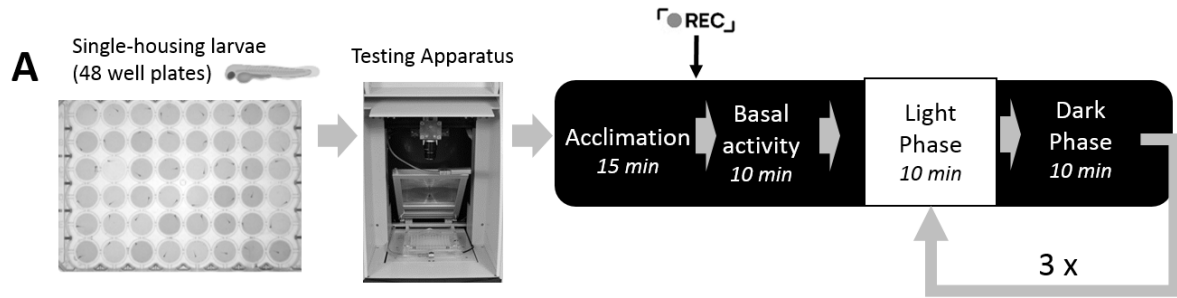 A
Single-housing larvae
(48 well plates)
Testing Apparatus
REC
Acclimation
15 min
Basal
activity
10 min
Light
Phase
10 min
Dark
Phase
10 min
3 x